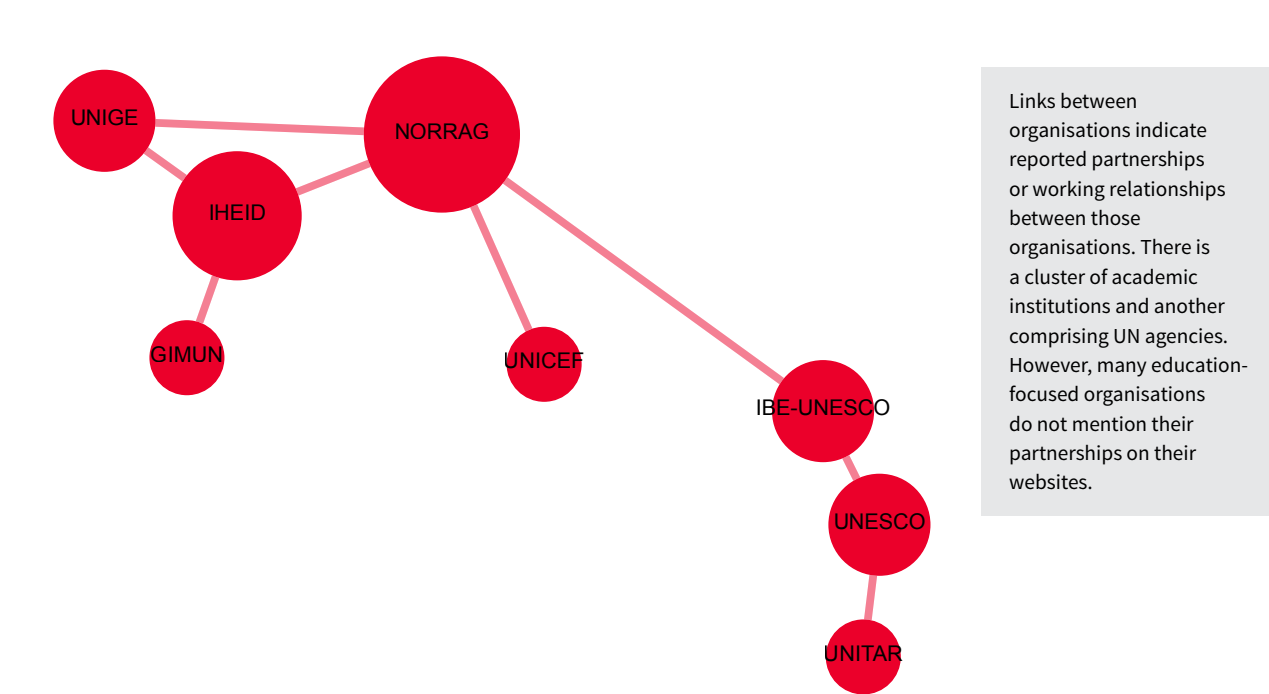 UNIGE
NORRAG
IHEID
GIMUN
UNICEF
IBE-UNESCO
UNESCO
UNITAR
Links between
organisations indicate
reported partnerships
or working relationships
between those
organisations. There is
a cluster of academic
institutions and another
comprising UN agencies.
However, many education-
focused organisations
do not mention their
partnerships on their
websites.